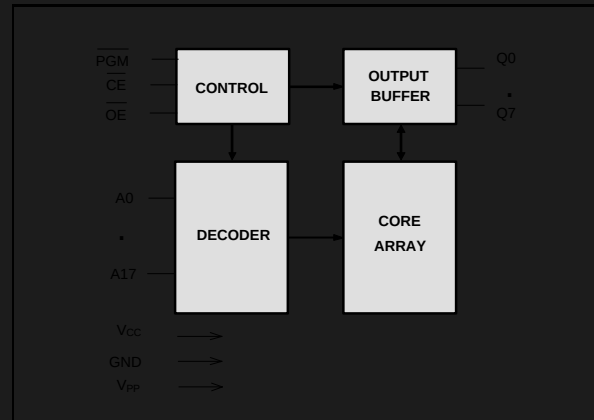 PGM
CE
OE
CONTROL
OUTPUT
BUFFER
Q0
Q7
A0
A17
DECODER
CORE
ARRAY
VCC
GND
VPP